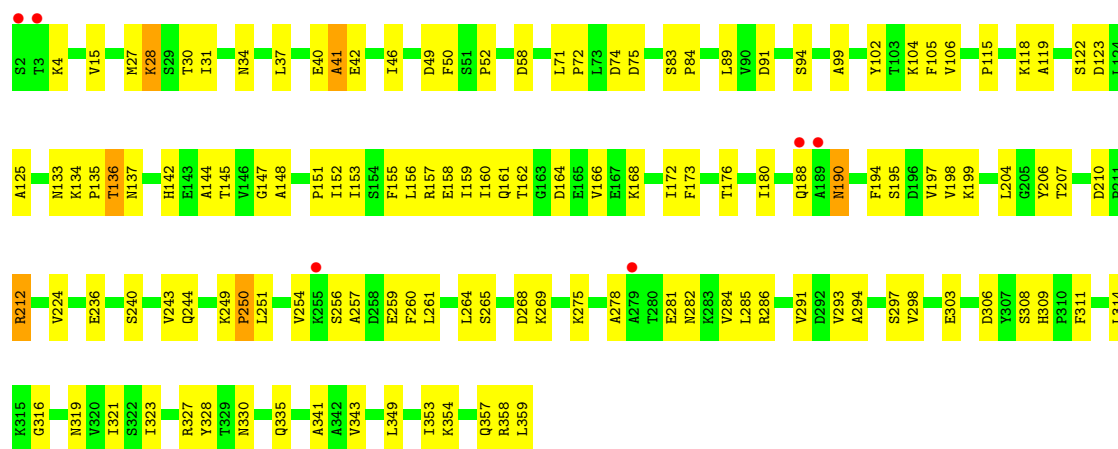 S2 T3 K4 V15 M27 K28 S29 T30 I31 N34 L37 E40 A41 E42 I46 D49 F50 S51 P52 D58 L71 P72 L73 D74 D75 S83 P84 L89 V90 D91 S94 A99 Y102 T103 K104 F105 V106 P115 K118 A119 S122 D123 L124
A125 N133 K134 P135 T136 N137 H142 E143 A144 T145 V146 G147 A148 P151 I152 I153 S154 F155 L156 R157 E158 I159 I160 Q161 T162 G163 D164 E165 V166 E167 K168 I172 F173 T176 I180 Q188 A189 N190 F194 S195 D196 V197 V198 K199 L204 G205 Y206 T207 D210 P211
R212 V224 E236 S240 V243 Q244 K249 P250 L251 V254 K255 S256 A257 D258 E259 F260 L261 L264 S265 D268 K269 K275 A278 A279 T280 E281 N282 K283 V284 L285 R286 V291 D292 V293 A294 S297 V298 E303 D306 Y307 S308 H309 P310 F311 L314
K315 G316 N319 V320 I321 S322 I323 R327 Y328 T329 N330 Q335 A341 A342 V343 L349 I353 K354 Q357 R358 L359